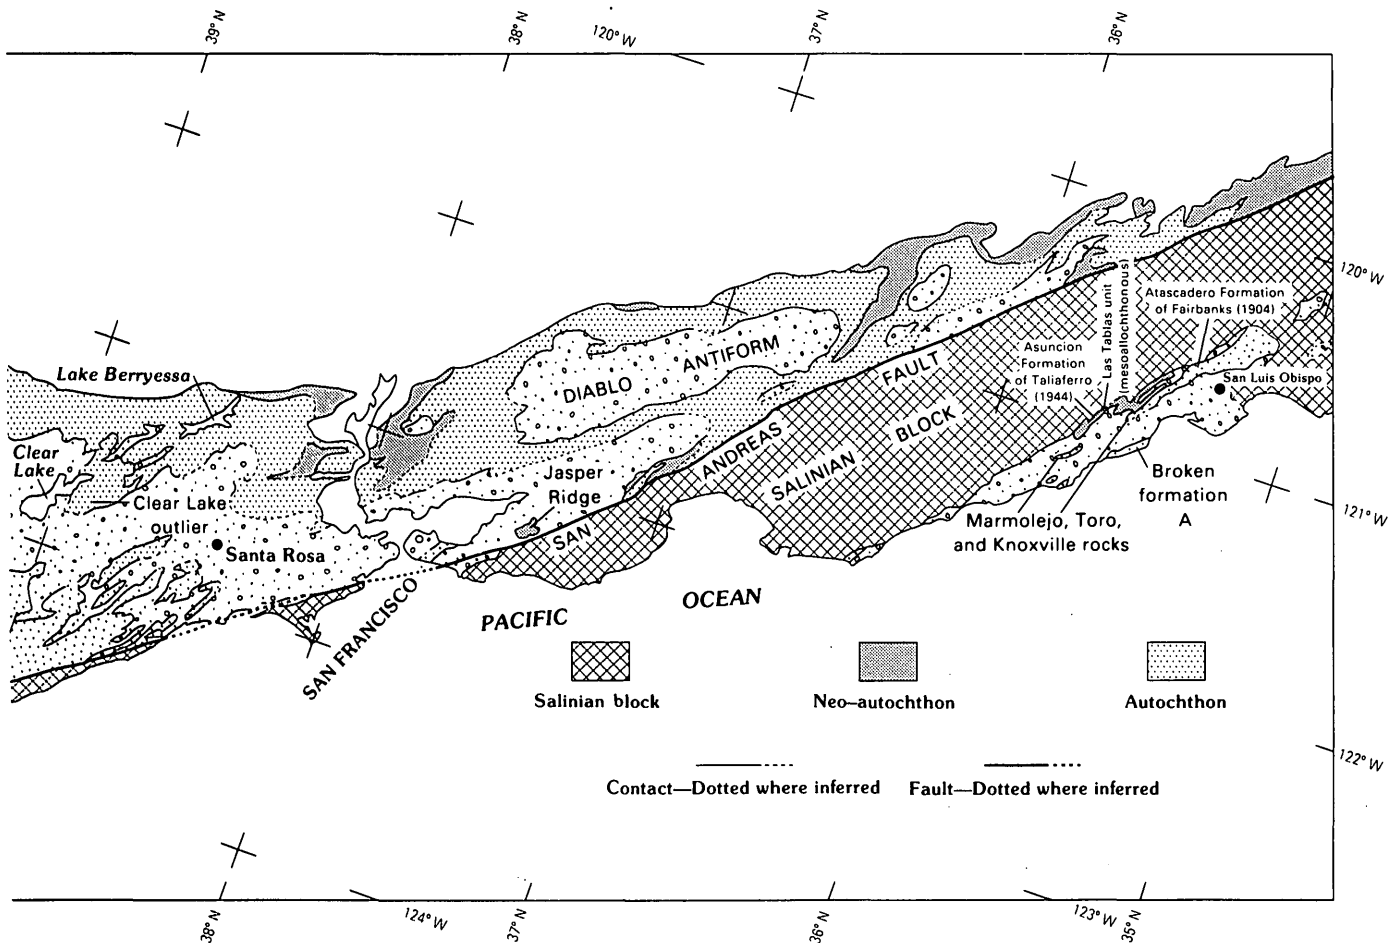 39° N
38° N
120° W
37° N
36° N
120° W
121° W
122° W
Lake Berryessa
Clear
Lake
Clear Lake
outlier
Santa Rosa
DIABLO
ANTIFORM
Jasper
Ridge
SAN
ANDREAS
FAULT
SALINIAN
BLOCK
Asuncion
Formation
of Taliaferro
(1944)
Las Tablas unit
(mesoallochthonous)
Atascadero Formation
of Fairbanks (1904)
San Luis Obispo
Broken
formation
A
Marmolejo, Toro,
and Knoxville rocks
SAN FRANCISCO
PACIFIC
OCEAN
Salinian block
Neo–autochthon
Autochthon
Contact—Dotted where inferred
Fault—Dotted where inferred
38° N
124° W
37° N
36° N
123° W
35° N